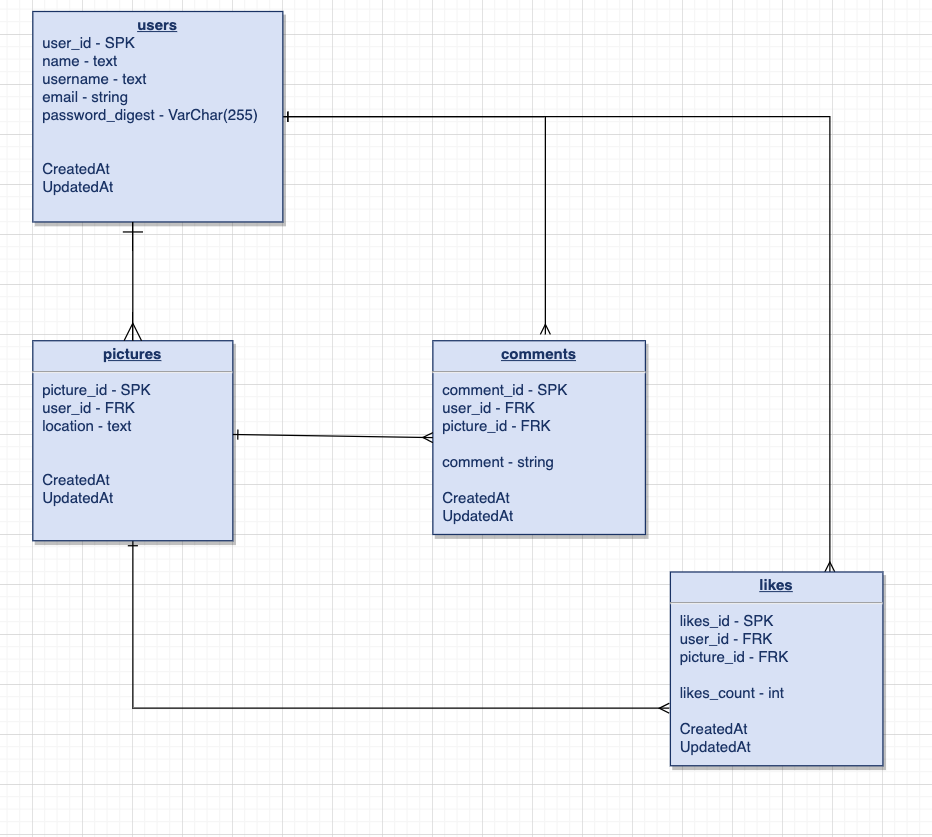 users
user_id - SPK
name - text
username - text
email - string
password_digest - VarChar(255)
CreatedAt
UpdatedAt
pictures
picture_id - SPK
user_id - FRK
location - text
CreatedAt
UpdatedAt
comments
comment_id - SPK
user_id - FRK
picture_id - FRK
comment - string
CreatedAt
UpdatedAt
likes
likes_id - SPK
user_id - FRK
picture_id - FRK
likes_count - int
CreatedAt
UpdatedAt